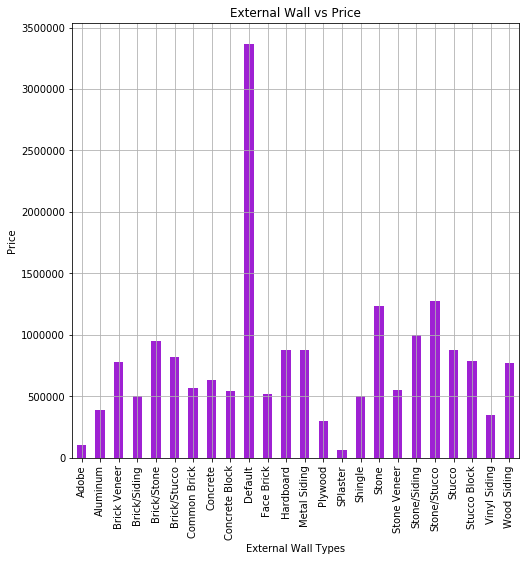 External Wall vs Price
3500000
3000000
2500000
2000000
1500000
1000000
500000
0
Price
Adobe
Aluminum
Brick Veneer
Brick/Siding
Brick/Stone
Brick/Stucco
Common Brick
Concrete
Concrete Block
Default
Face Brick
Hardboard
Metal Siding
Plywood
SPlaster
Shingle
Stone
Stone Veneer
Stone/Siding
Stone/Stucco
Stucco
Stucco Block
Vinyl Siding
Wood Siding
External Wall Types